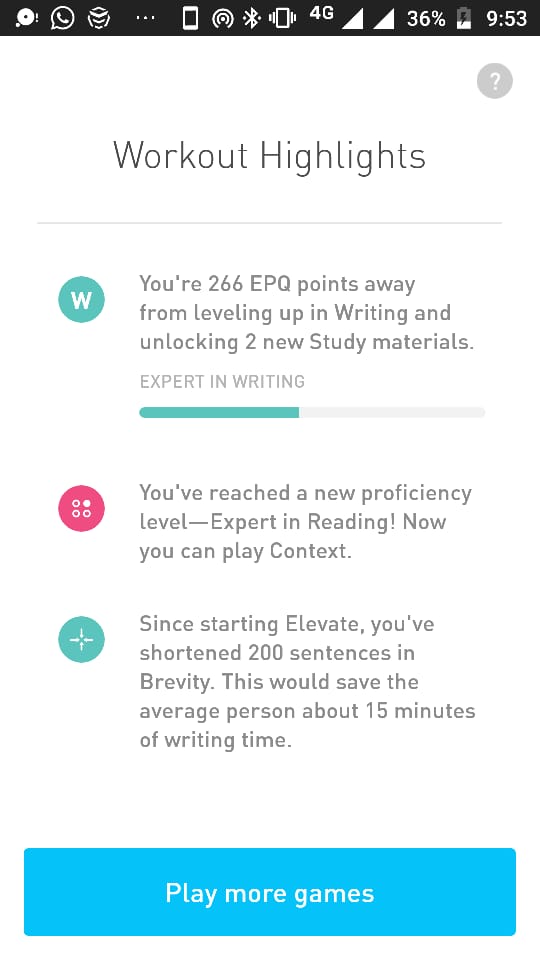 4G 36% 9:53
?
Workout Highlights
W
You're 266 EPQ points away
from leveling up in Writing and
unlocking 2 new Study materials.
EXPERT IN WRITING
You've reached a new proficiency
level—Expert in Reading! Now
you can play Context.
Since starting Elevate, you've
shortened 200 sentences in
Brevity. This would save the
average person about 15 minutes
of writing time.
Play more games